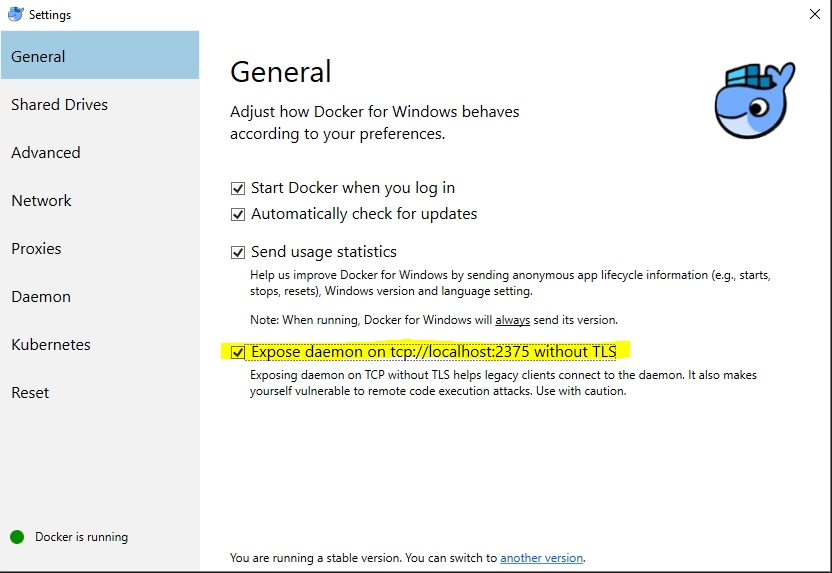 Settings
General
Shared Drives
Advanced
Network
Proxies
Daemon
Kubernetes
Reset
Docker is running
General
Adjust how Docker for Windows behaves
according to your preferences.
Start Docker when you log in
Automatically check for updates
Send usage statistics
Help us improve Docker for Windows by sending anonymous app lifecycle information (e.g., starts,
stops, resets), Windows version and language setting.
Note: When running, Docker for Windows will always send its version.
Expose daemon on tcp://localhost:2375 without TLS
Exposing daemon on TCP without TLS helps legacy clients connect to the daemon. It also makes
yourself vulnerable to remote code execution attacks. Use with caution.
You are running a stable version. You can switch to another version.